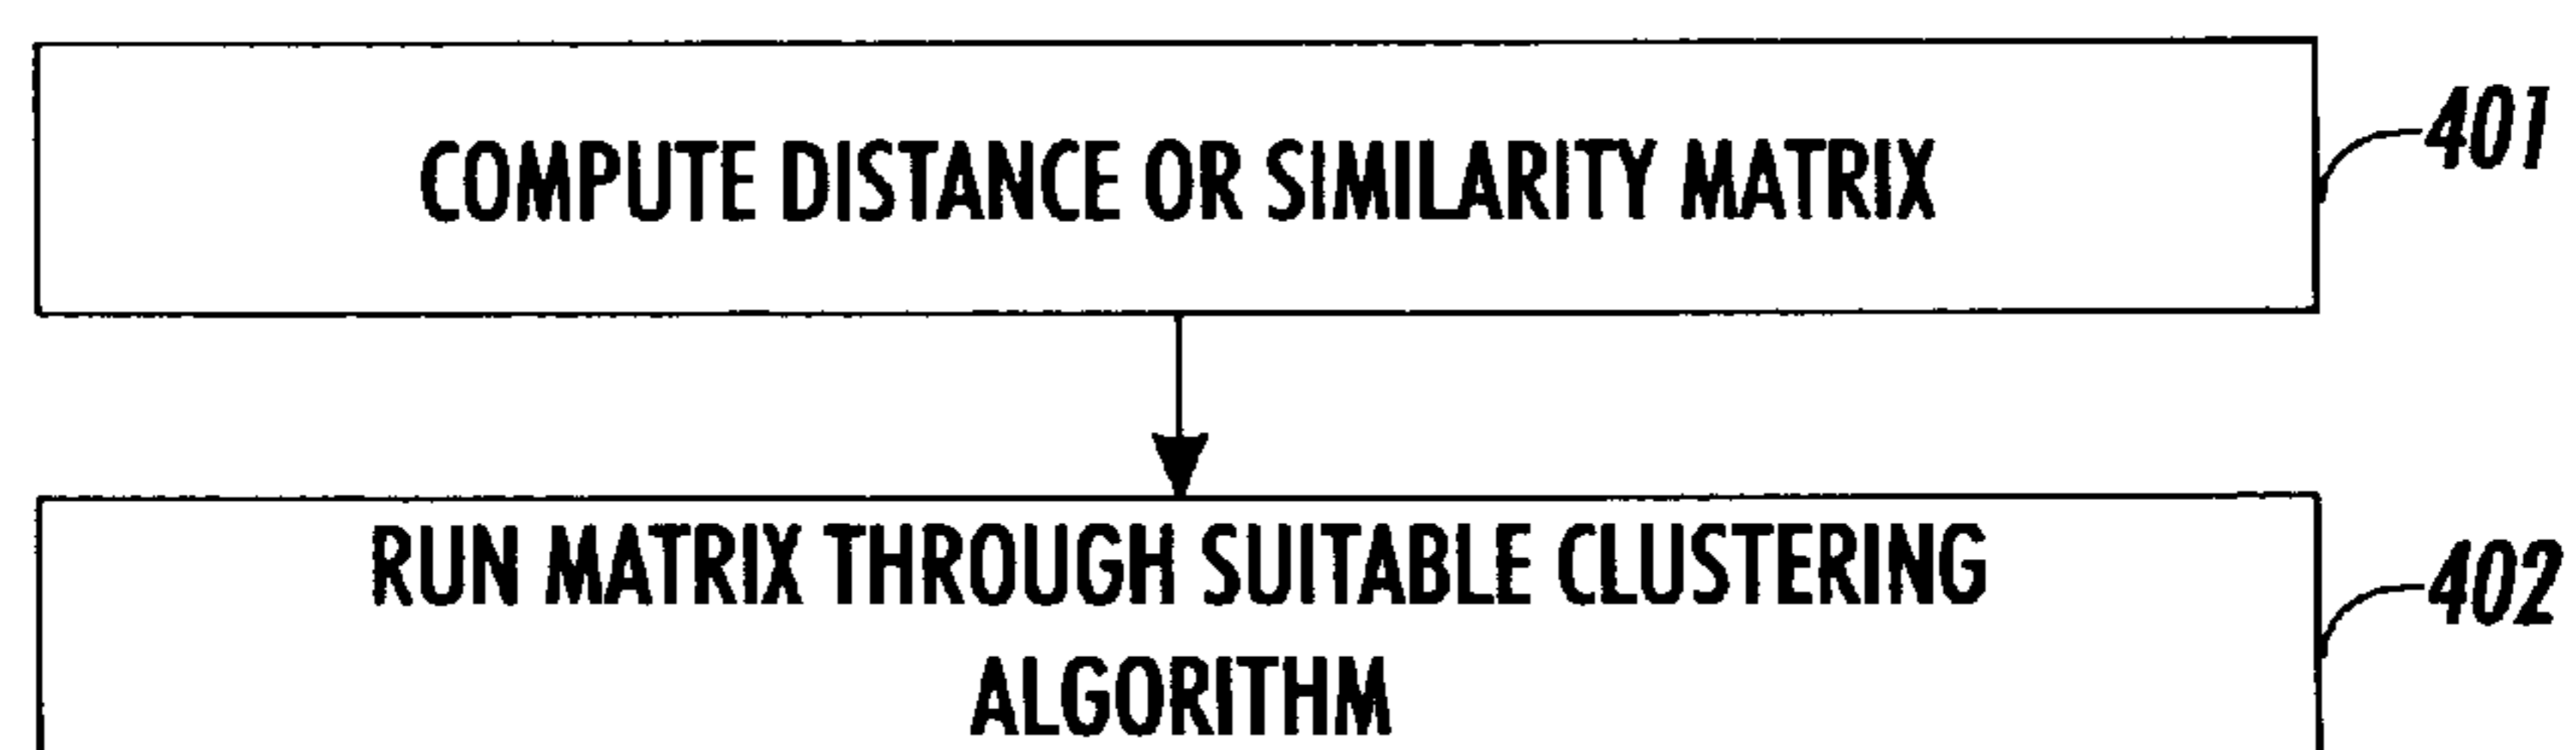 COMPUTE DISTANCE OR SIMILARITY MATRIX
401
RUN MATRIX THROUGH SUITABLE CLUSTERING
ALGORITHM
402